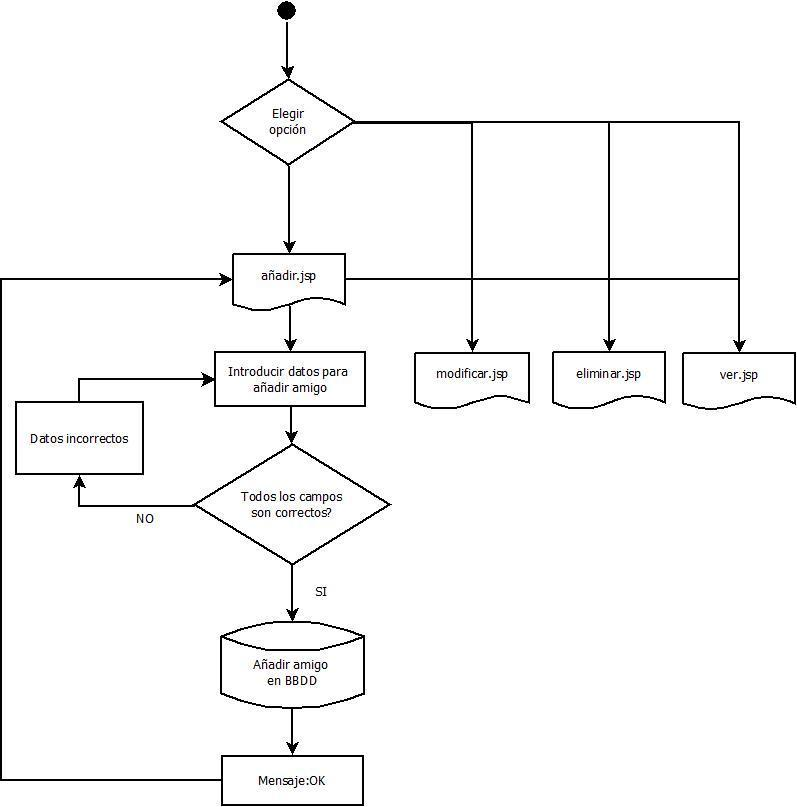 Elegir
opción
añadir.jsp
Introducir datos para
añadir amigo
modificar.jsp
eliminar.jsp
ver.jsp
Datos incorrectos
Todos los campos
son correctos?
NO
SI
Añadir amigo
en BBDD
Mensaje:OK